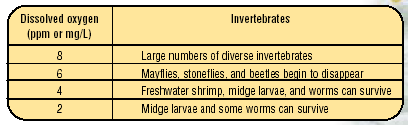 Dissolved oxygen Invertebrates
(ppm or mg/L)
8 Large numbers of diverse invertebrates
6 Mayflies, stoneflies, and beetles begin to disappear
4 Freshwater shrimp, midge larvae, and worms can survive
2 Midge larvae and some worms can survive